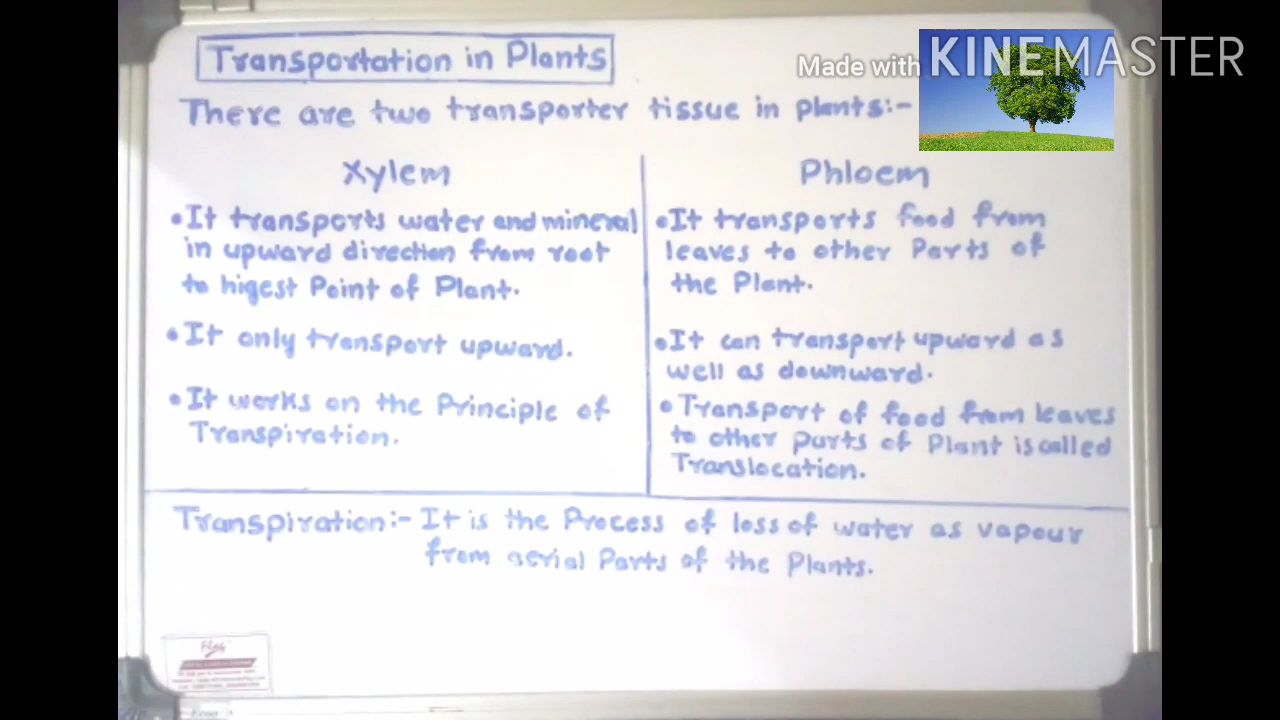 Transportation in Plants
Made with KINEMASTER
There are two transporter tissue in plants:-
Xylem
• It transports water and mineral
in upward direction from root
to higest Point of Plant.
• It only transport upward.
• It works on the Principle of
Transpiration.
Phloem
• It transports food from
leaves to other Parts of
the Plant.
• It can transport upward as
well as downward.
• Transport of food from leaves
to other parts of Plant is called
Translocation.
Transpiration:- It is the Process of loss of water as vapour
from aerial Parts of the Plants.